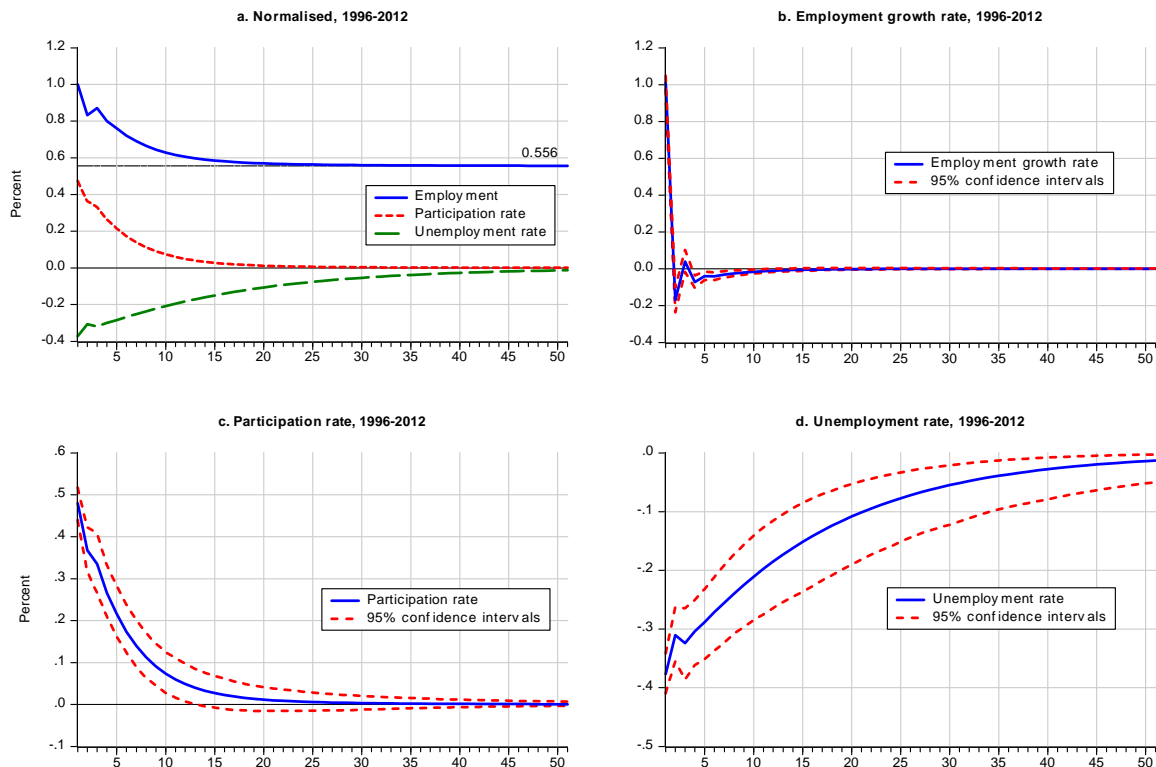 a. Normalised, 1996-2012
1.2
1.0
0.8
0.6
0.4
0.2
0.0
-0.2
-0.4
Percent
0.556
Employment
Participation rate
Unemployment rate
5 10 15 20 25 30 35 40 45 50
b. Employment growth rate, 1996-2012
1.2
1.0
0.8
0.6
0.4
0.2
0.0
-0.2
-0.4
Employment growth rate
95% confidence intervals
5 10 15 20 25 30 35 40 45 50
c. Participation rate, 1996-2012
.6
.5
.4
.3
.2
.1
.0
-.1
Percent
Participation rate
95% confidence intervals
5 10 15 20 25 30 35 40 45 50
d. Unemployment rate, 1996-2012
.0
-.1
-.2
-.3
-.4
-.5
Unemployment rate
95% confidence intervals
5 10 15 20 25 30 35 40 45 50